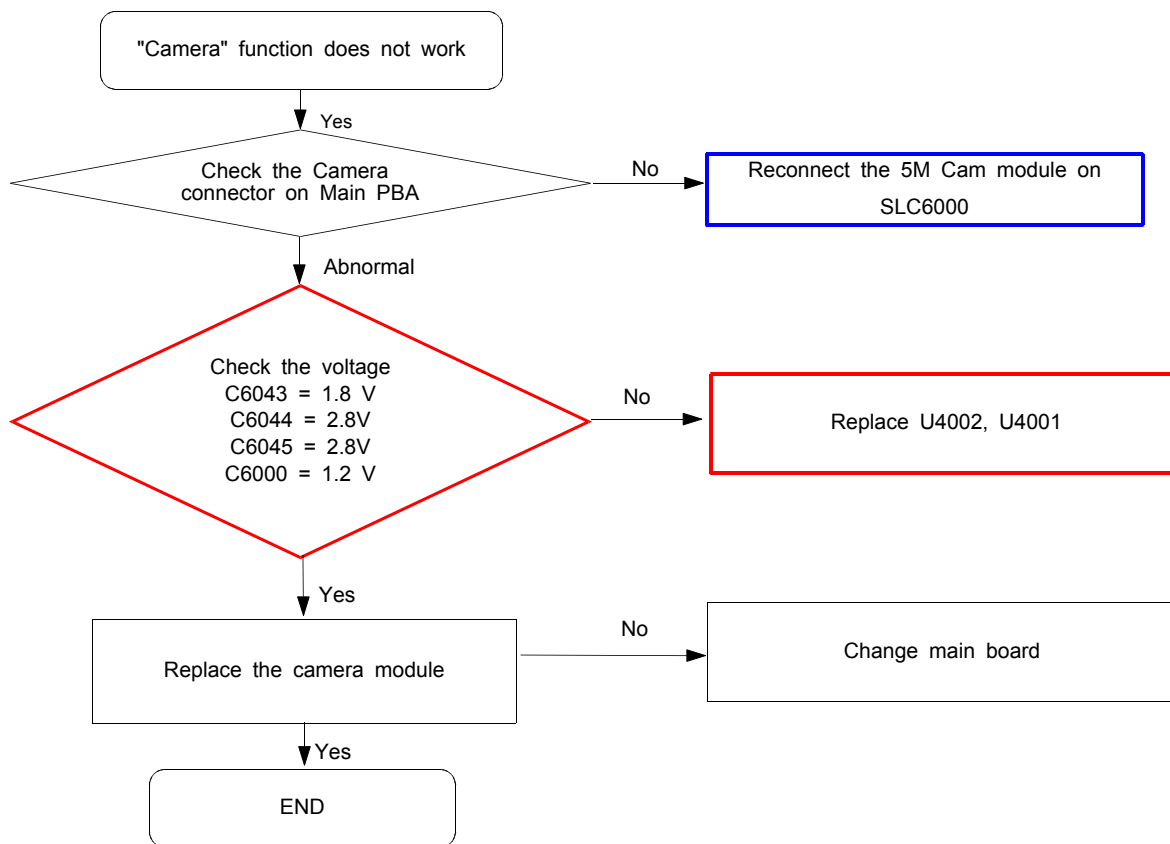 "Camera" function does not work
Yes
Check the Camera
connector on Main PBA
No
Reconnect the 5M Cam module on
SLC6000
Abnormal
Check the voltage
C6043 = 1.8 V
C6044 = 2.8V
C6045 = 2.8V
C6000 = 1.2 V
No
Replace U4002, U4001
Yes
Replace the camera module
No
Change main board
Yes
END